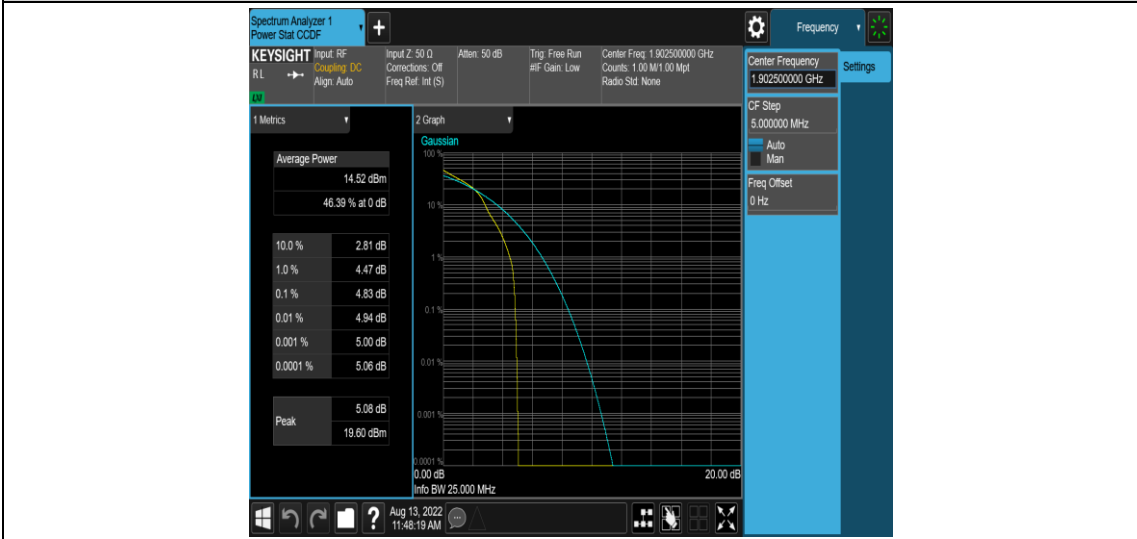 Spectrum Analyzer 1
Power Stat CCDF
+
Frequency
KEYSIGHT
RL
Input: RF
Coupling: DC
Align: Auto
Input Z: 50 Ω
Corrections: Off
Freq Ref: Int (S)
Atten: 50 dB
Trig: Free Run
#IF Gain: Low
Center Freq: 1.902500000 GHz
Counts: 1.00 M/1.00 Mpt
Radio Std: None
Center Frequency
1.902500000 GHz
Settings
CF Step
5.000000 MHz
Auto
Man
Freq Offset
0 Hz
1 Metrics
Average Power
14.52 dBm
46.39 % at 0 dB
10.0 % 2.81 dB
1.0 % 4.47 dB
0.1 % 4.83 dB
0.01 % 4.94 dB
0.001 % 5.00 dB
0.0001 % 5.06 dB
Peak
5.08 dB
19.60 dBm
2 Graph
Gaussian
100 %
10 %
1 %
0.1 %
0.01 %
0.001 %
0.0001 %
0.00 dB 20.00 dB
Info BW 25.000 MHz
?
Aug 13, 2022
11:48:19 AM